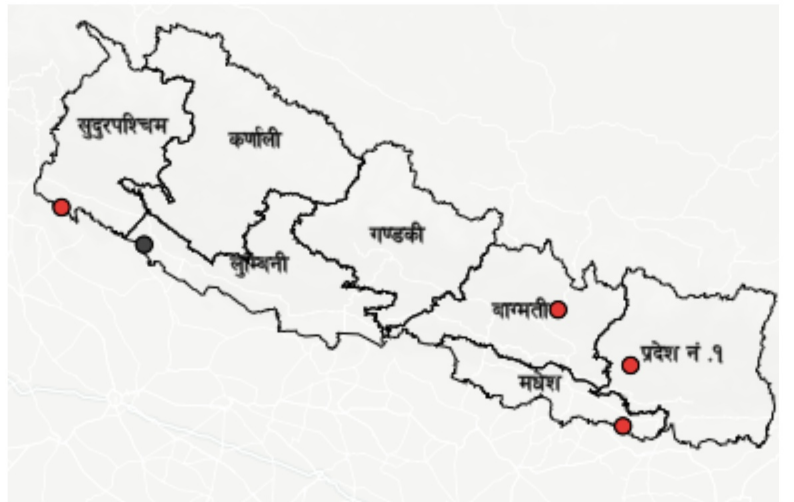 सुदुरपश्चिम
कर्णाली
गण्डकी
लुम्बिनी
बाग्मती
प्रदेश नं .१
मधेश